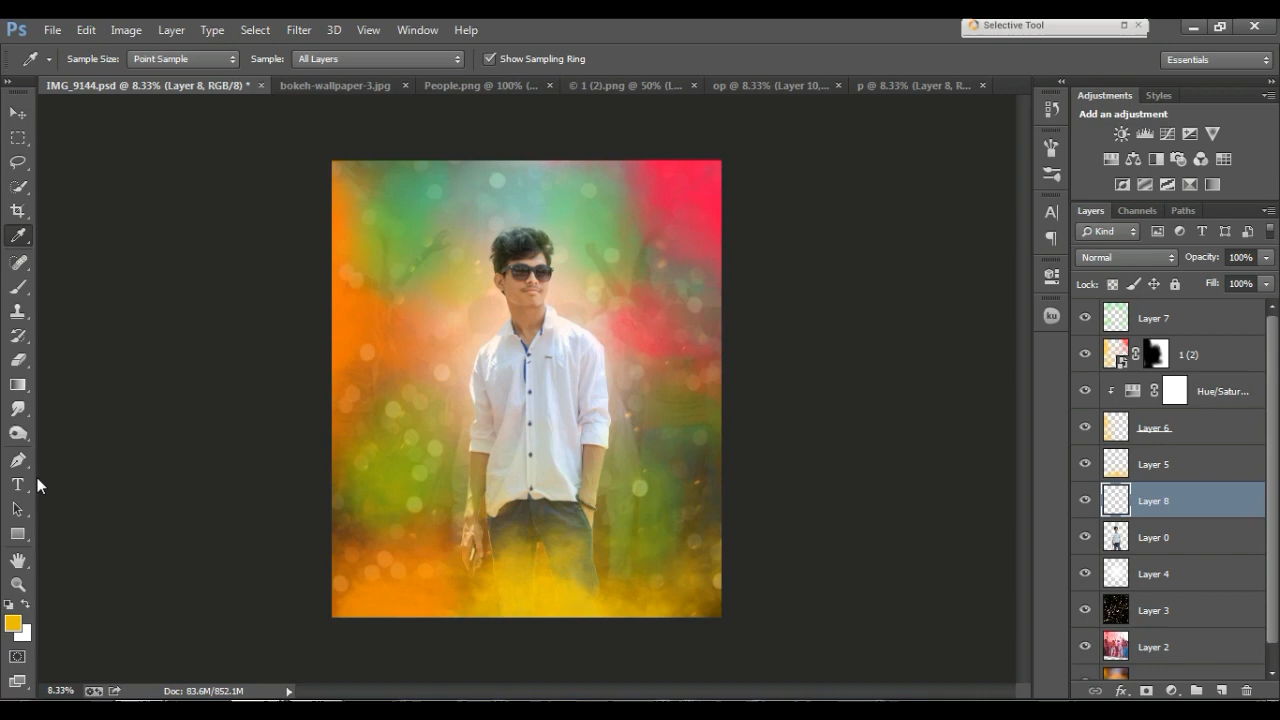 Ps File Edit Image Layer Type Select Filter 3D View Window Help
Selective Tool
Sample Size: Point Sample Sample: All Layers Show Sampling Ring Essentials
IMG_9144.psd @ 8.33% (Layer 8, RGB/8) * bokeh-wallpaper-3.jpg People.png @ 100% (... © 1 (2).png @ 50% (L... op @ 8.33% (Layer 10,... p @ 8.33% (Layer 8, R...
Adjustments Styles
Add an adjustment
Layers Channels Paths
Kind
Normal Opacity: 100%
Lock: Fill: 100%
Layer 7
1 (2)
Hue/Satur...
Layer 6
Layer 5
Layer 8
Layer 0
Layer 4
Layer 3
Layer 2
ku
8.33% Doc: 83.6M/852.1M